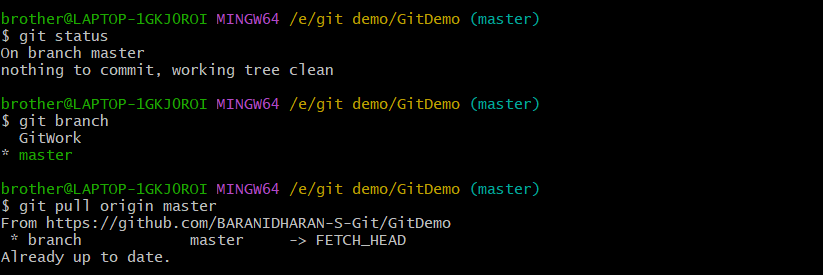 brother@LAPTOP-1GKJ0ROI MINGW64 /e/git demo/GitDemo (master)
$ git status
On branch master
nothing to commit, working tree clean
brother@LAPTOP-1GKJ0ROI MINGW64 /e/git demo/GitDemo (master)
$ git branch
  GitWork
* master
brother@LAPTOP-1GKJ0ROI MINGW64 /e/git demo/GitDemo (master)
$ git pull origin master
From https://github.com/BARANIDHARAN-S-Git/GitDemo
 * branch            master     -> FETCH_HEAD
Already up to date.